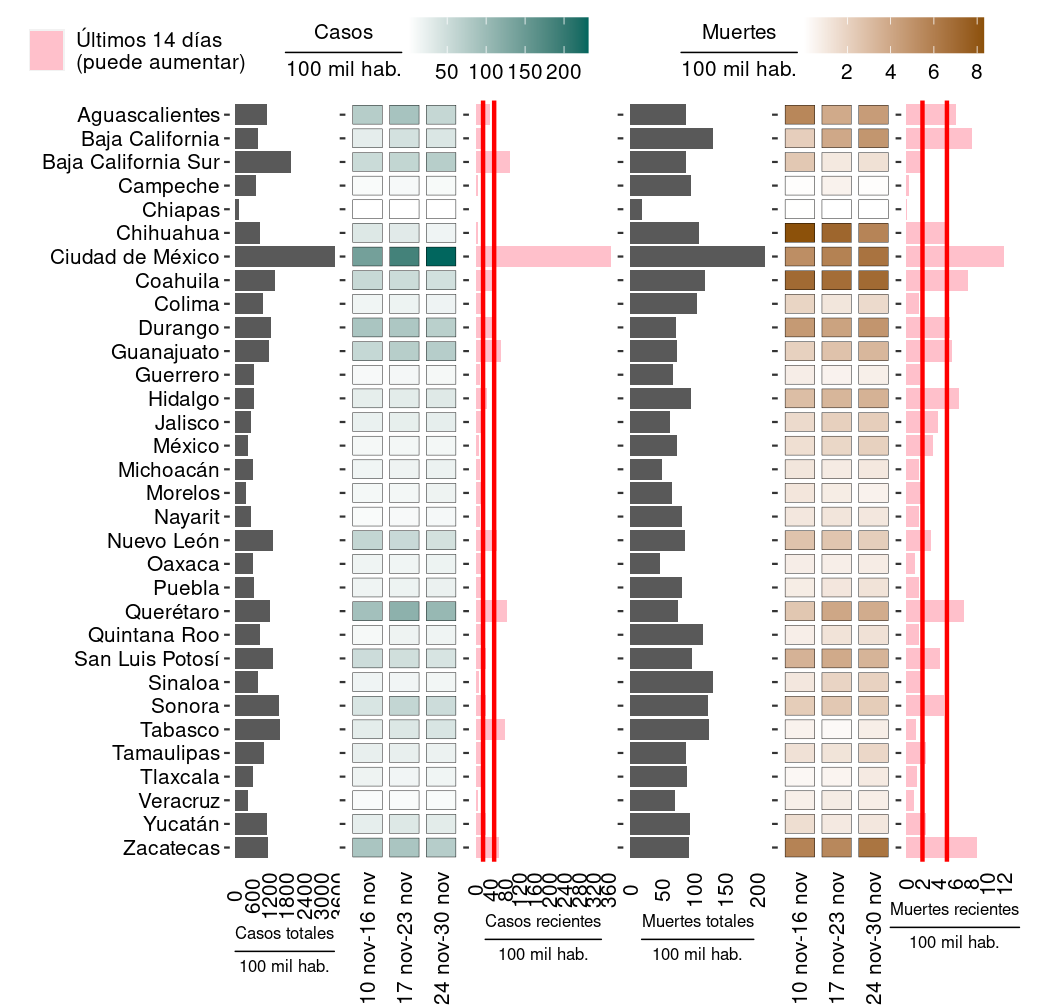 Últimos 14 días
(puede aumentar)
Casos
100 mil hab.
50 100 150 200
Muertes
100 mil hab.
2 4 6 8
Aguascalientes
Baja California
Baja California Sur
Campeche
Chiapas
Chihuahua
Ciudad de México
Coahuila
Colima
Durango
Guanajuato
Guerrero
Hidalgo
Jalisco
México
Michoacán
Morelos
Nayarit
Nuevo León
Oaxaca
Puebla
Querétaro
Quintana Roo
San Luis Potosí
Sinaloa
Sonora
Tabasco
Tamaulipas
Tlaxcala
Veracruz
Yucatán
Zacatecas
0 600 1200 1800 2400 3000 3600
Casos totales
100 mil hab.
10 nov-16 nov
17 nov-23 nov
24 nov-30 nov
0 40 80 120 160 200 240 280 320 360
Casos recientes
100 mil hab.
0 50 100 150 200
Muertes totales
100 mil hab.
10 nov-16 nov
17 nov-23 nov
24 nov-30 nov
0 2 4 6 8 10 12
Muertes recientes
100 mil hab.